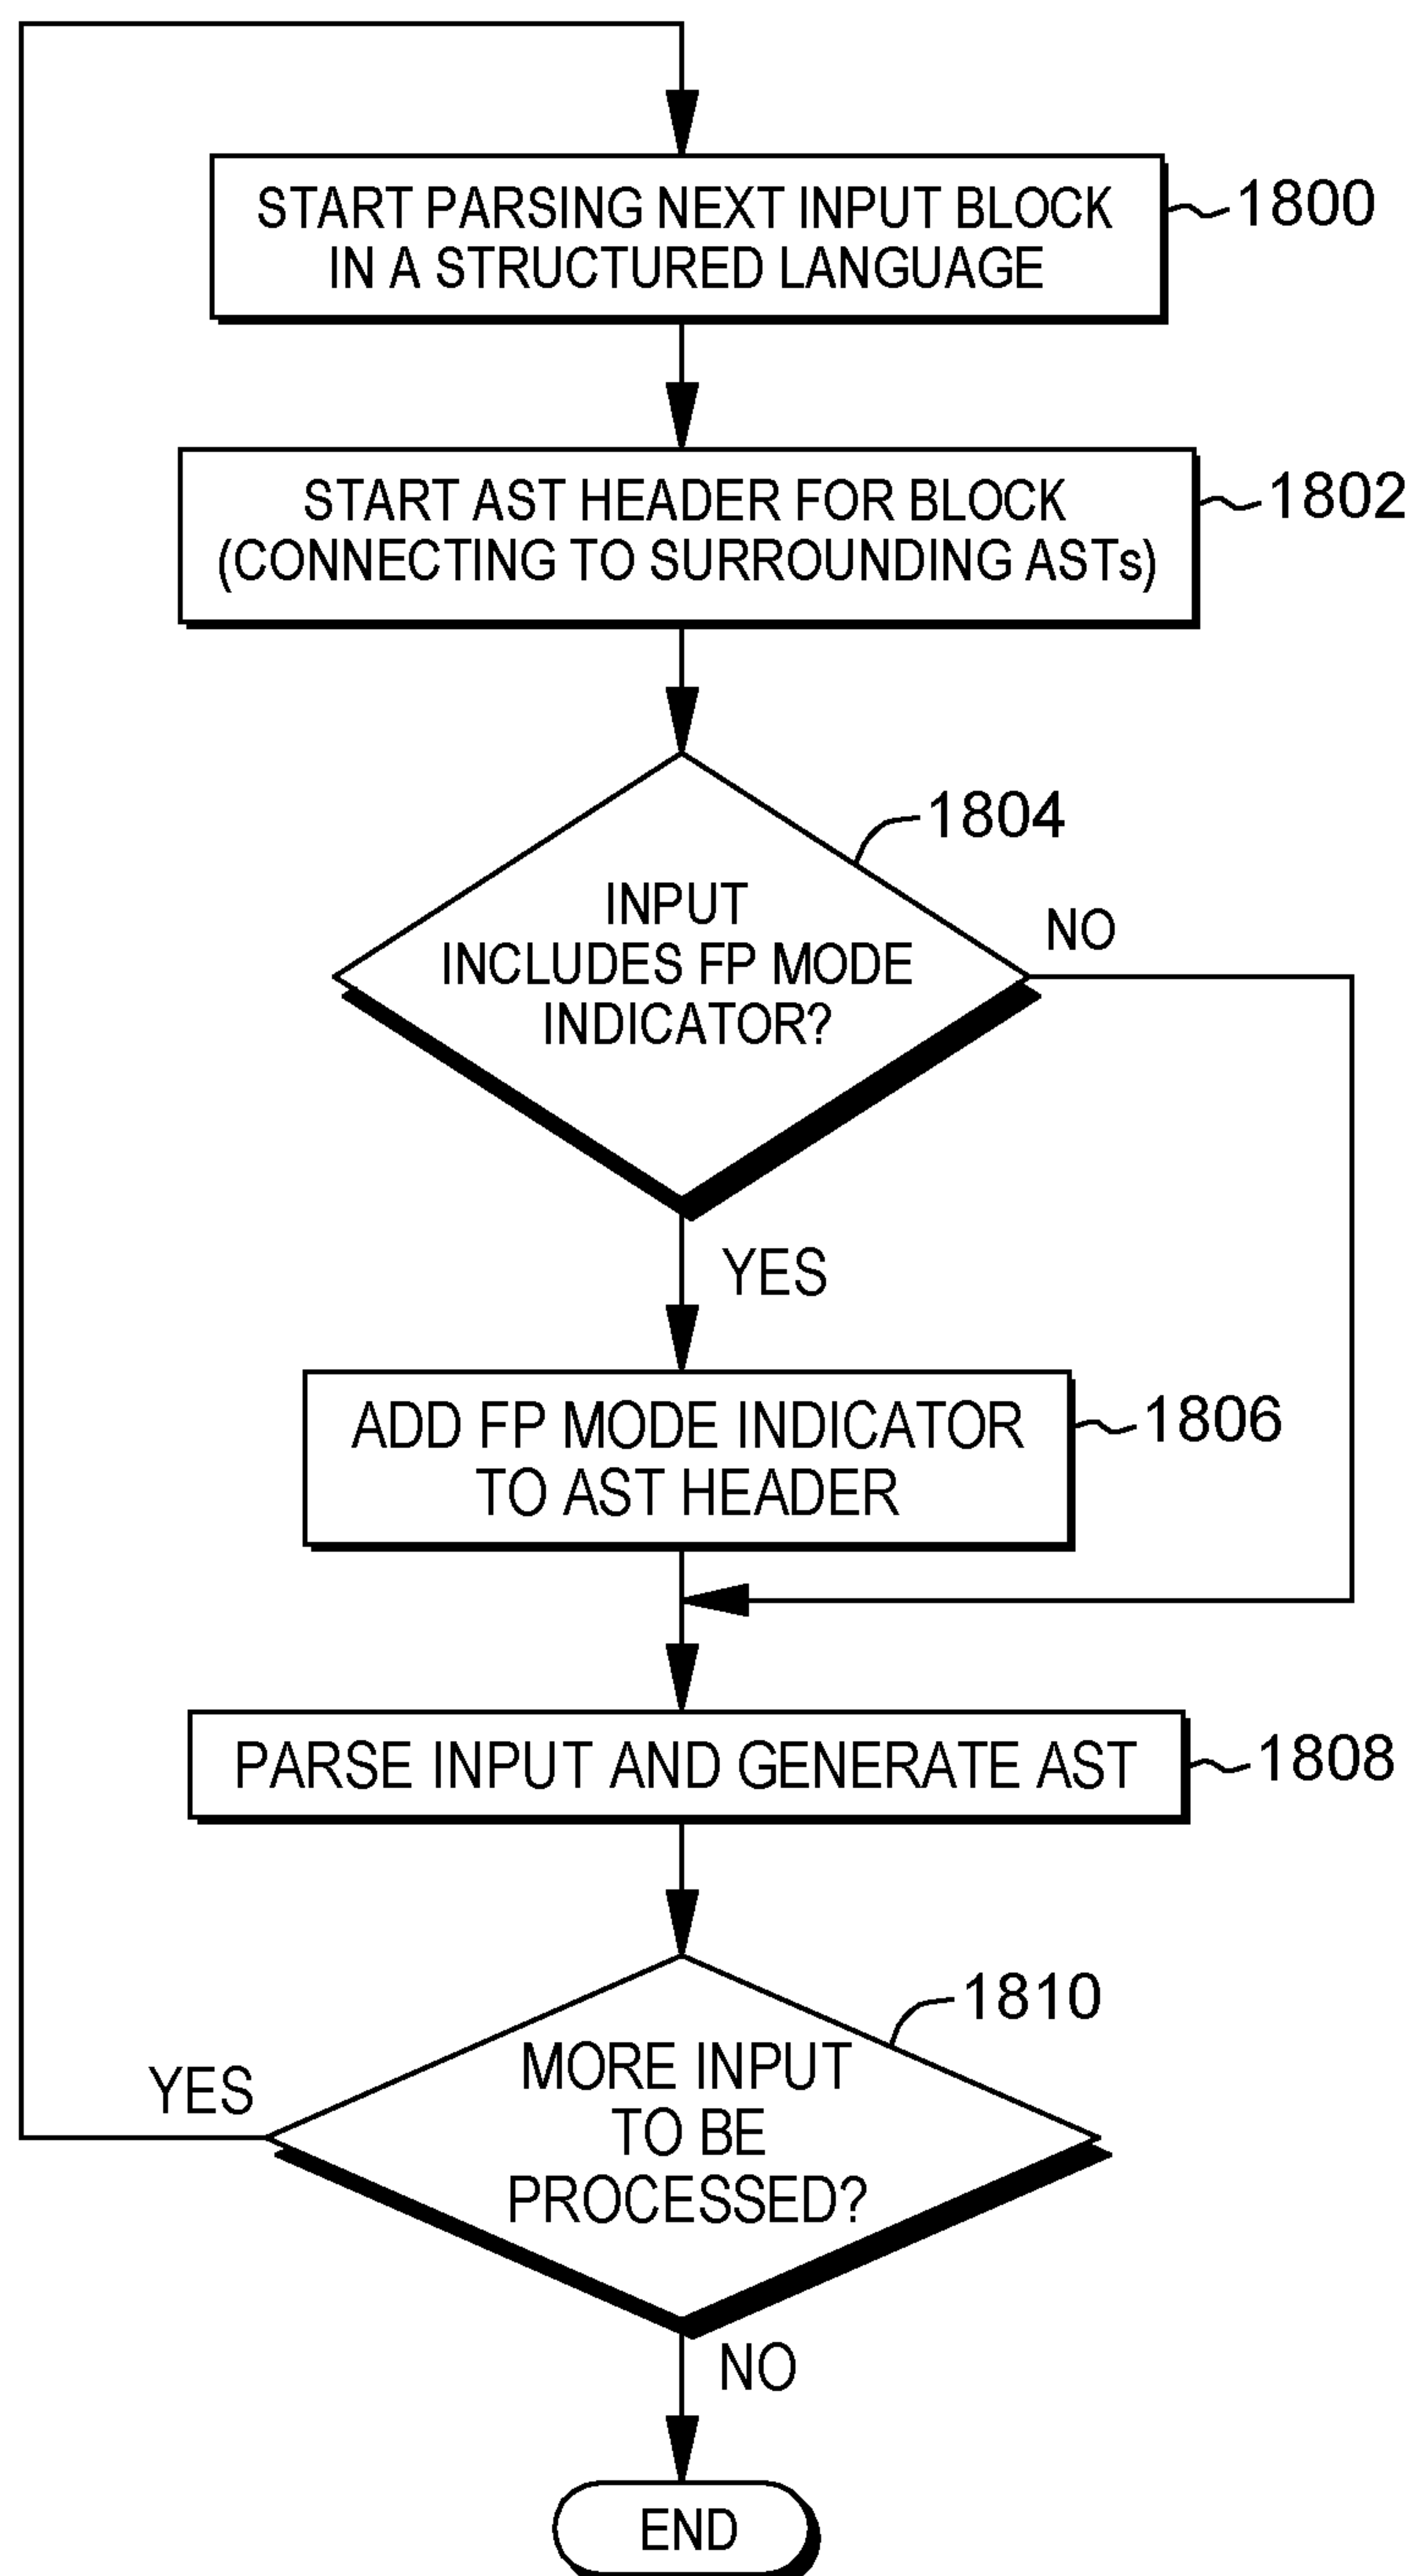 START PARSING NEXT INPUT BLOCK
IN A STRUCTURED LANGUAGE
1800
START AST HEADER FOR BLOCK
(CONNECTING TO SURROUNDING ASTs)
1802
1804
INPUT
INCLUDES FP MODE
INDICATOR?
NO
YES
ADD FP MODE INDICATOR
TO AST HEADER
1806
PARSE INPUT AND GENERATE AST
1808
1810
MORE INPUT
TO BE
PROCESSED?
YES
NO
END